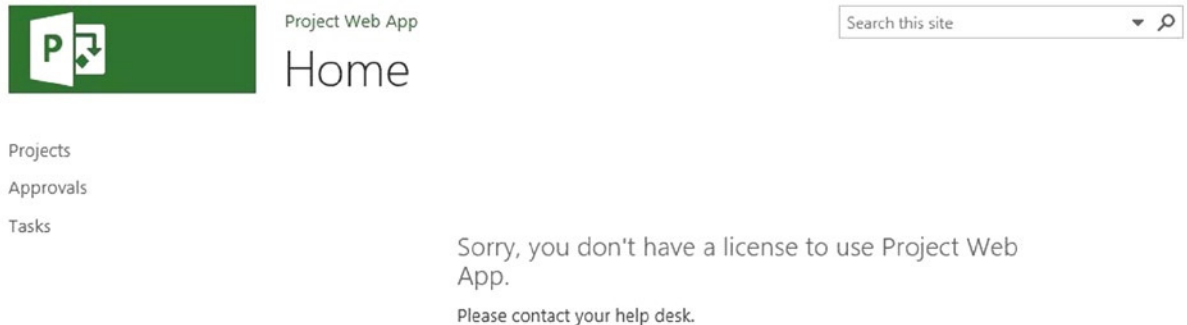 P
Project Web App
Search this site
Home
Projects
Approvals
Tasks
Sorry, you don't have a license to use Project Web
App.
Please contact your help desk.